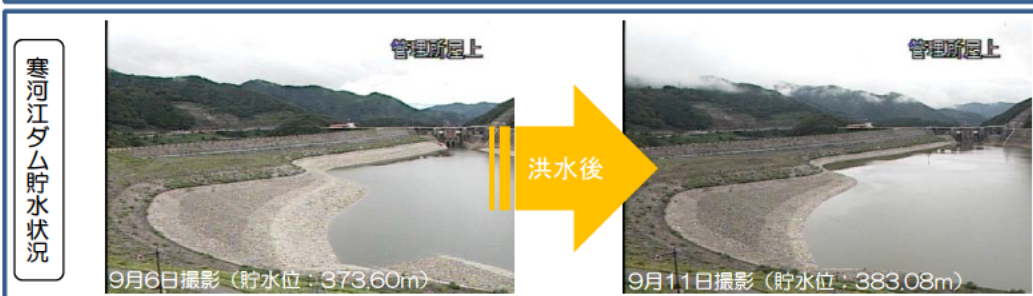 寒河江ダム貯水状況
管理所屋上
9月6日撮影（貯水位：373.60m）
洪水後
管理所屋上
9月11日撮影（貯水位：383.08m）